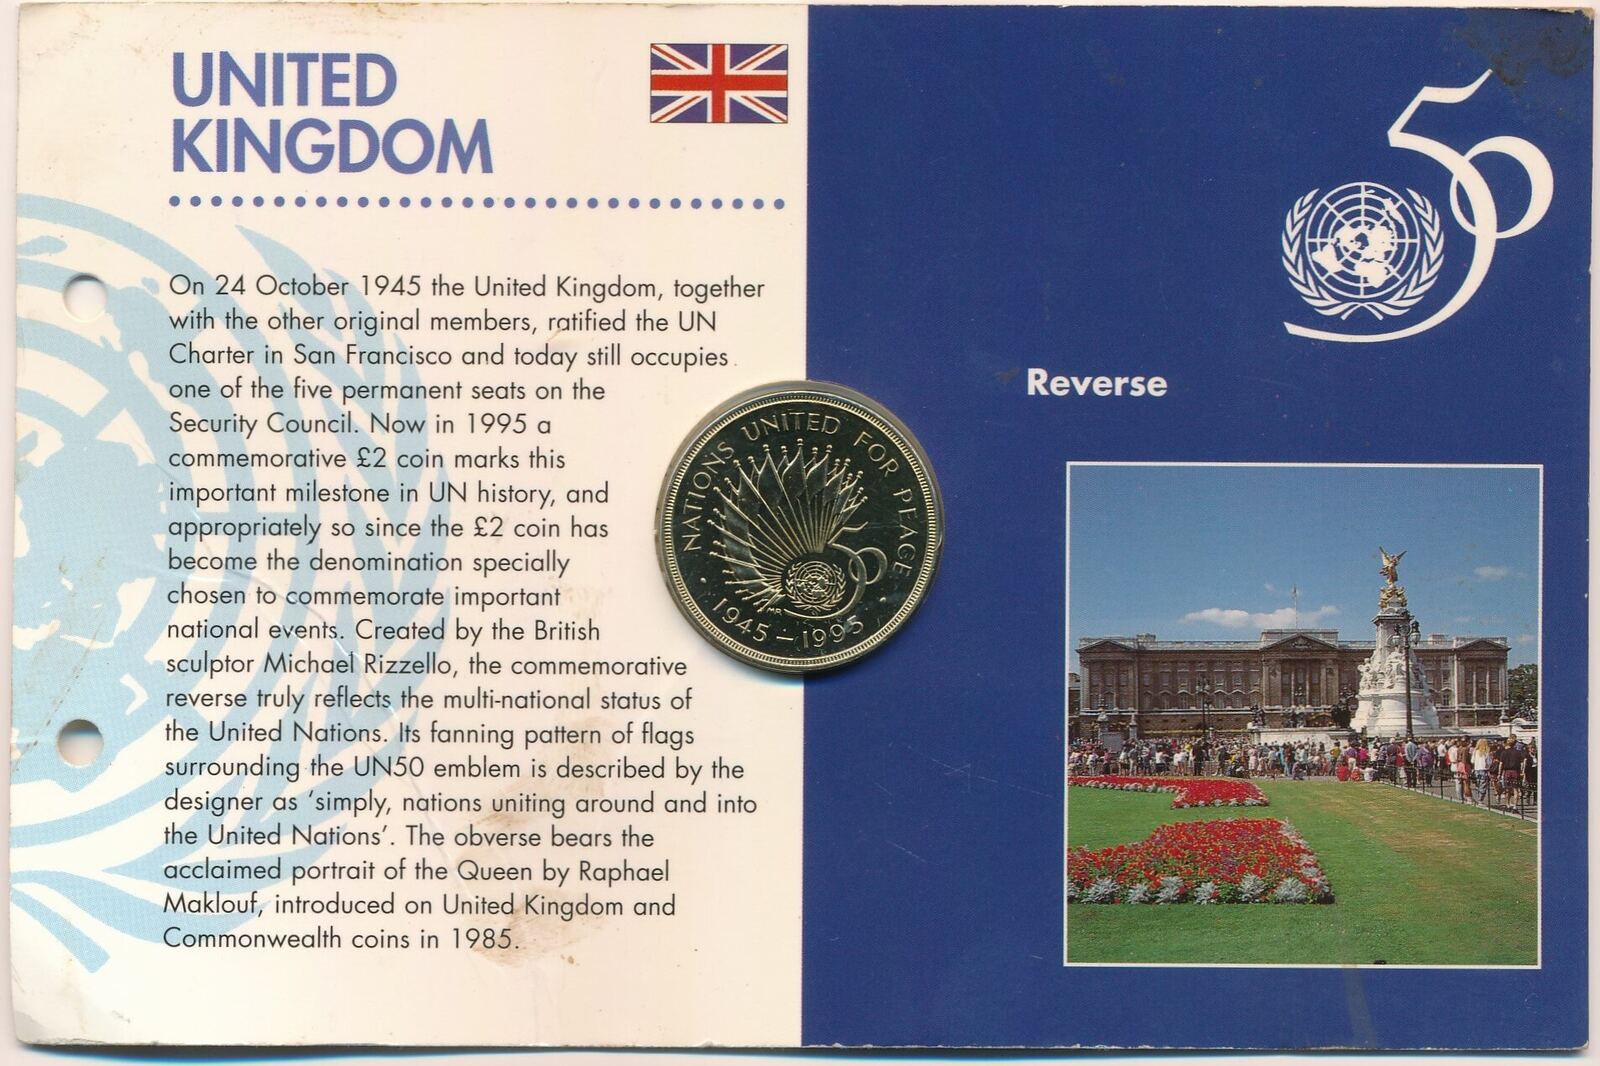 UNITED
KINGDOM
On 24 October 1945 the United Kingdom, together
with the other original members, ratified the UN
Charter in San Francisco and today still occupies
one of the five permanent seats on the
Security Council. Now in 1995 a
commemorative £2 coin marks this
important milestone in UN history, and
appropriately so since the £2 coin has
become the denomination specially
chosen to commemorate important
national events. Created by the British
sculptor Michael Rizzello, the commemorative
reverse truly reflects the multi-national status of
the United Nations. Its fanning pattern of flags
surrounding the UN50 emblem is described by the
designer as 'simply, nations uniting around and into
the United Nations'. The obverse bears the
acclaimed portrait of the Queen by Raphael
Maklouf, introduced on United Kingdom and
Commonwealth coins in 1985.
NATIONS UNITED FOR PEACE
50
MR
1945–1995
50
Reverse